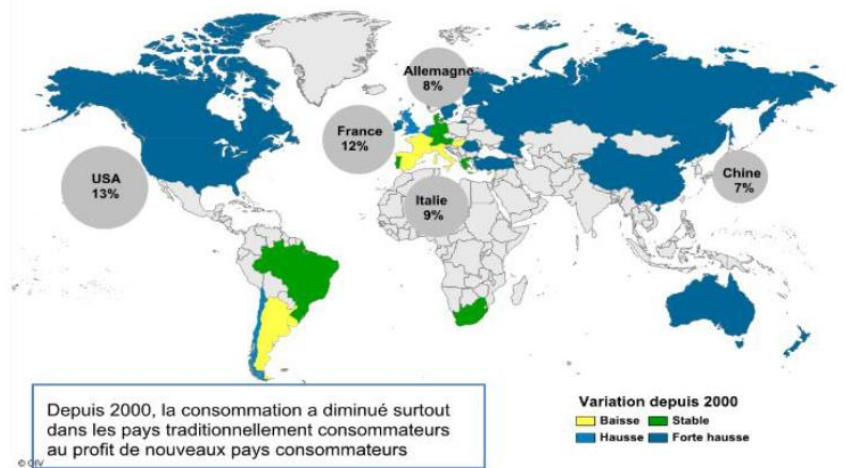 Allemagne
8%
France
12%
USA
13%
Chine
7%
Italie
9%
Depuis 2000, la consommation a diminué surtout
dans les pays traditionnellement consommateurs
au profit de nouveaux pays consommateurs
Variation depuis 2000
Baisse Stable
Hausse Forte hausse
© OIV